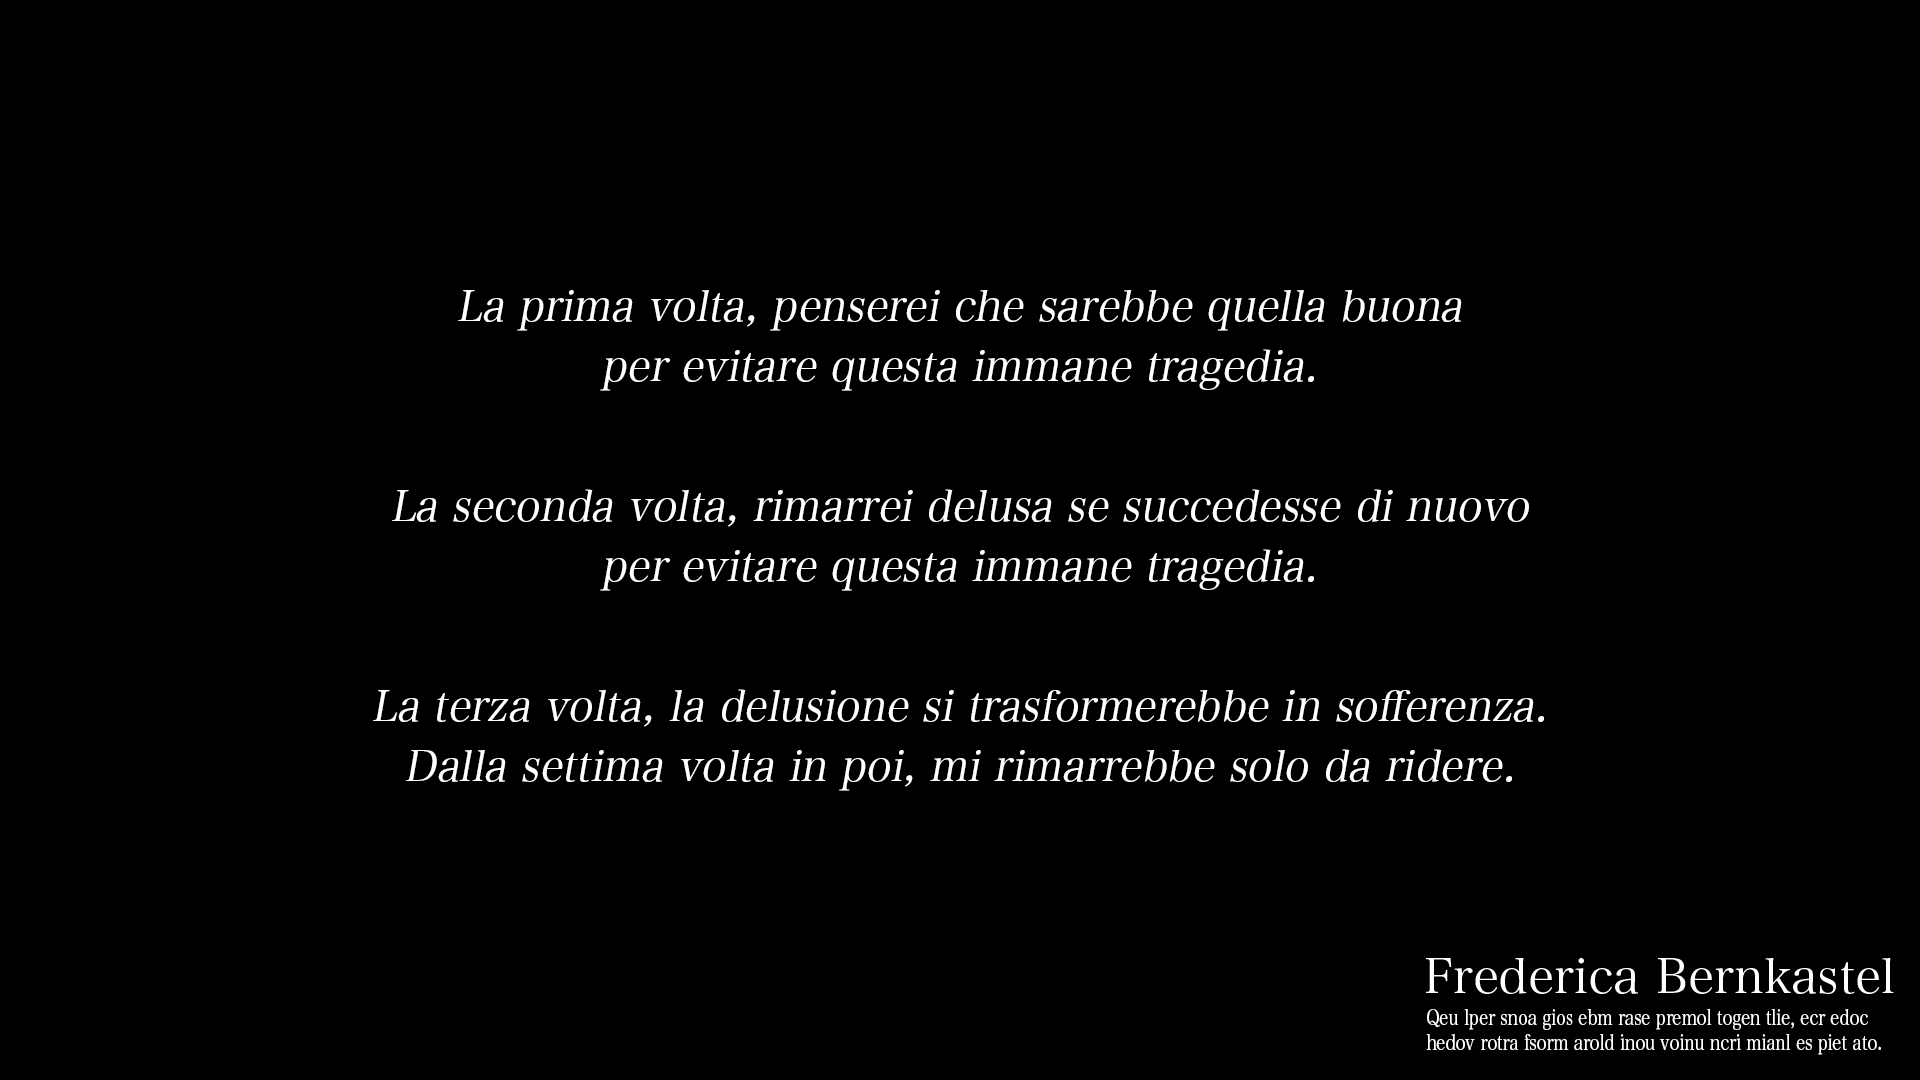 La prima volta, penserei che sarebbe quella buona
per evitare questa immane tragedia.
La seconda volta, rimarrei delusa se succedesse di nuovo
per evitare questa immane tragedia.
La terza volta, la delusione si trasformerebbe in sofferenza.
Dalla settima volta in poi, mi rimarrebbe solo da ridere.
Frederica Bernkastel
Qeu lper snoa gios ebm rase premol togen tlie, ecr edoc
hedov rotra fsorm arold inou voinu ncri mianl es piet ato.